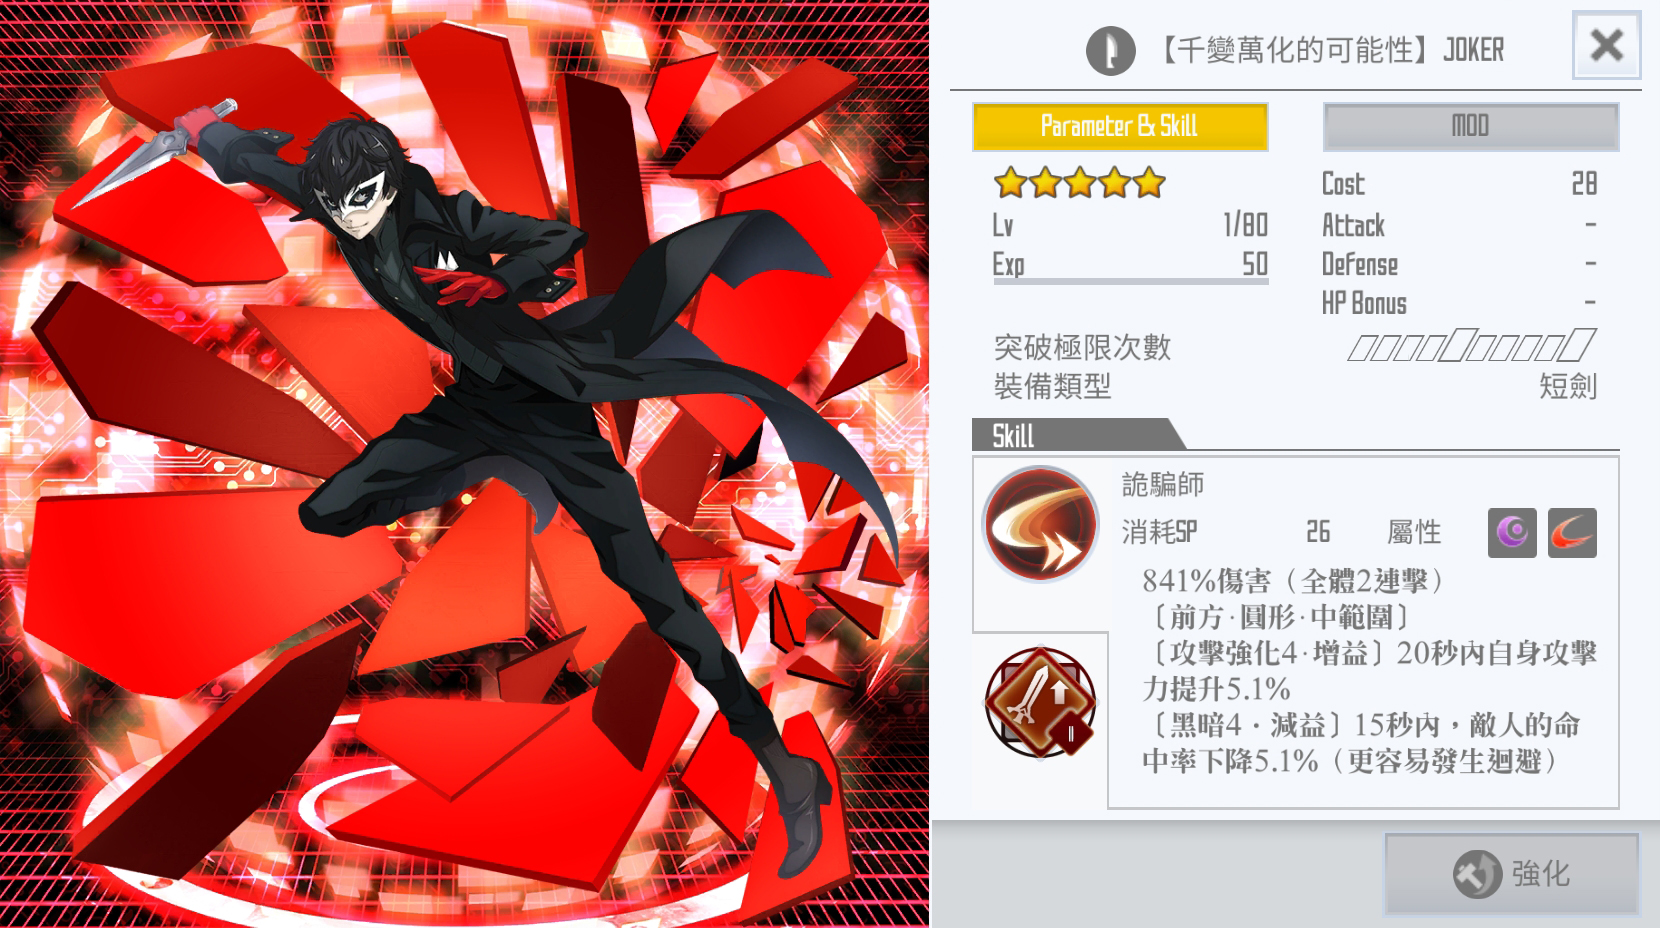 【千變萬化的可能性】JOKER
Parameter & Skill
MOD
Lv 1/80
Exp 50
Cost 28
Attack -
Defense -
HP Bonus -
突破極限次數
裝備類型 短劍
Skill
詭騙師
消耗SP 26 屬性
841%傷害（全體2連擊）
〔前方·圓形·中範圍〕
〔攻擊強化4·增益〕20秒內自身攻擊
力提升5.1%
〔黑暗4．減益〕15秒內，敵人的命
中率下降5.1%（更容易發生迴避）
II
強化